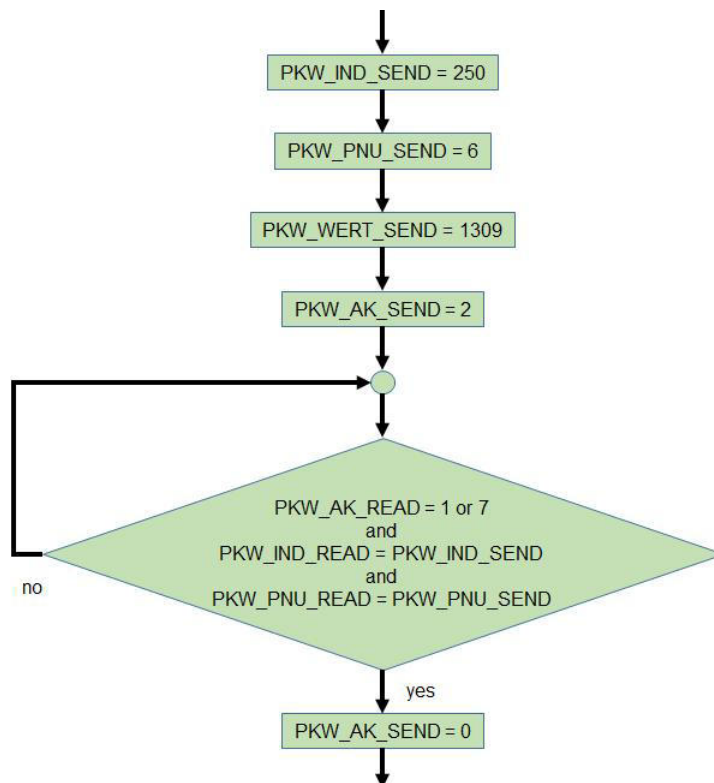 PKW_IND_SEND = 250
PKW_PNU_SEND = 6
PKW_WERT_SEND = 1309
PKW_AK_SEND = 2
PKW_AK_READ = 1 or 7
and
PKW_IND_READ = PKW_IND_SEND
and
PKW_PNU_READ = PKW_PNU_SEND
no
yes
PKW_AK_SEND = 0